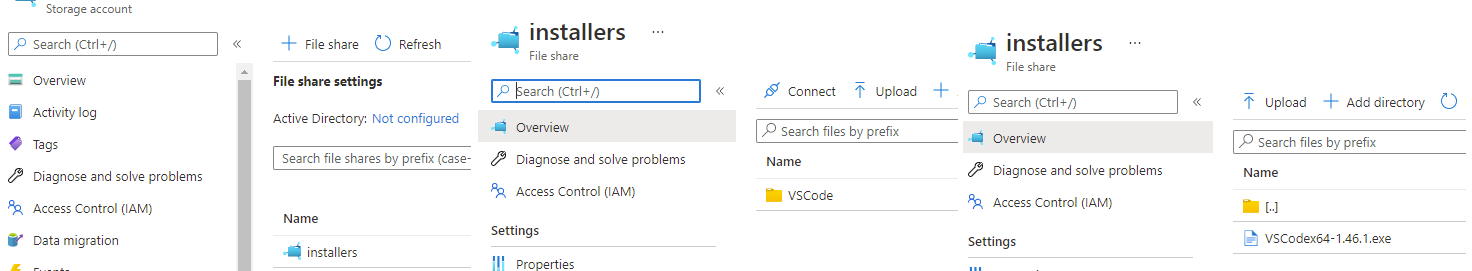 Storage account
Search (Ctrl+/)
«
Overview
Activity log
Tags
Diagnose and solve problems
Access Control (IAM)
Data migration
File share
Refresh
File share settings
Active Directory: Not configured
Search file shares by prefix (case-
Name
installers
installers
...
File share
Search (Ctrl+/)
«
Overview
Diagnose and solve problems
Access Control (IAM)
Settings
Properties
Connect
Upload
Search files by prefix
Name
VSCode
installers
...
File share
Search (Ctrl+/)
«
Overview
Diagnose and solve problems
Access Control (IAM)
Settings
Upload
Add directory
Search files by prefix
Name
[..]
VSCodex64-1.46.1.exe